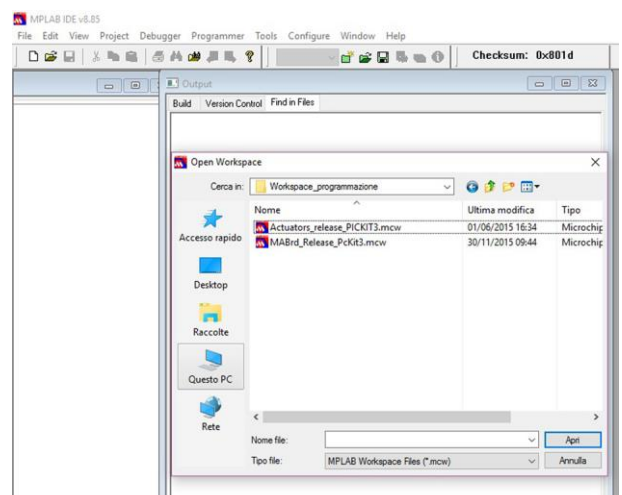 MPLAB IDE v8.85
File Edit View Project Debugger Programmer Tools Configure Window Help
Checksum: 0x801d
Output
Build Version Control Find in Files
Open Workspace
Cerca in: Workspace_programmazione
Nome Ultima modifica Tipo
Actuators_release_PICKIT3.mcw 01/06/2015 16:34 Microchip
MABrd_Release_PcKit3.mcw 30/11/2015 09:44 Microchip
Accesso rapido
Desktop
Raccolte
Questo PC
Rete
Nome file: Apri
Tipo file: MPLAB Workspace Files (*.mcw) Annulla